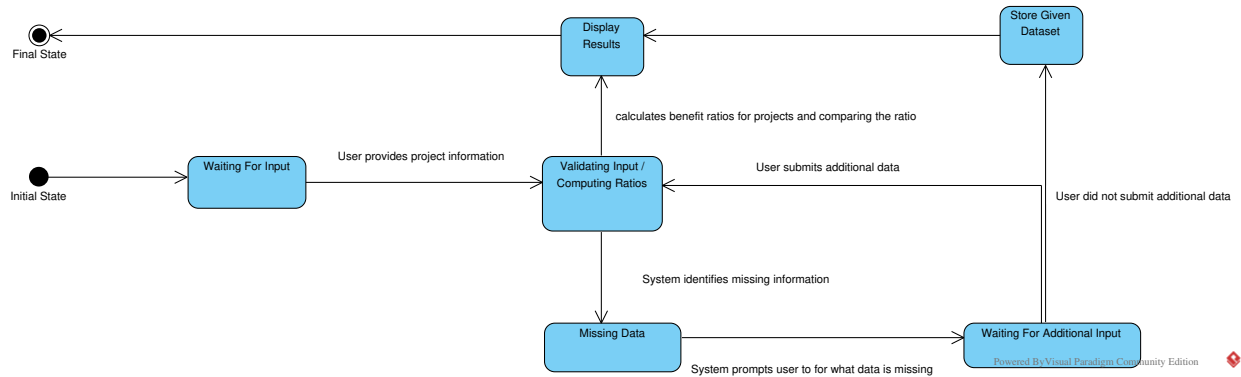 Display
Results
Store Given
Dataset
Final State
calculates benefit ratios for projects and comparing the ratio
User provides project information
Waiting For Input
Validating Input /
Computing Ratios
User submits additional data
Initial State
User did not submit additional data
System identifies missing information
Missing Data
Waiting For Additional Input
System prompts user to for what data is missing
Powered ByVisual Paradigm Community Edition